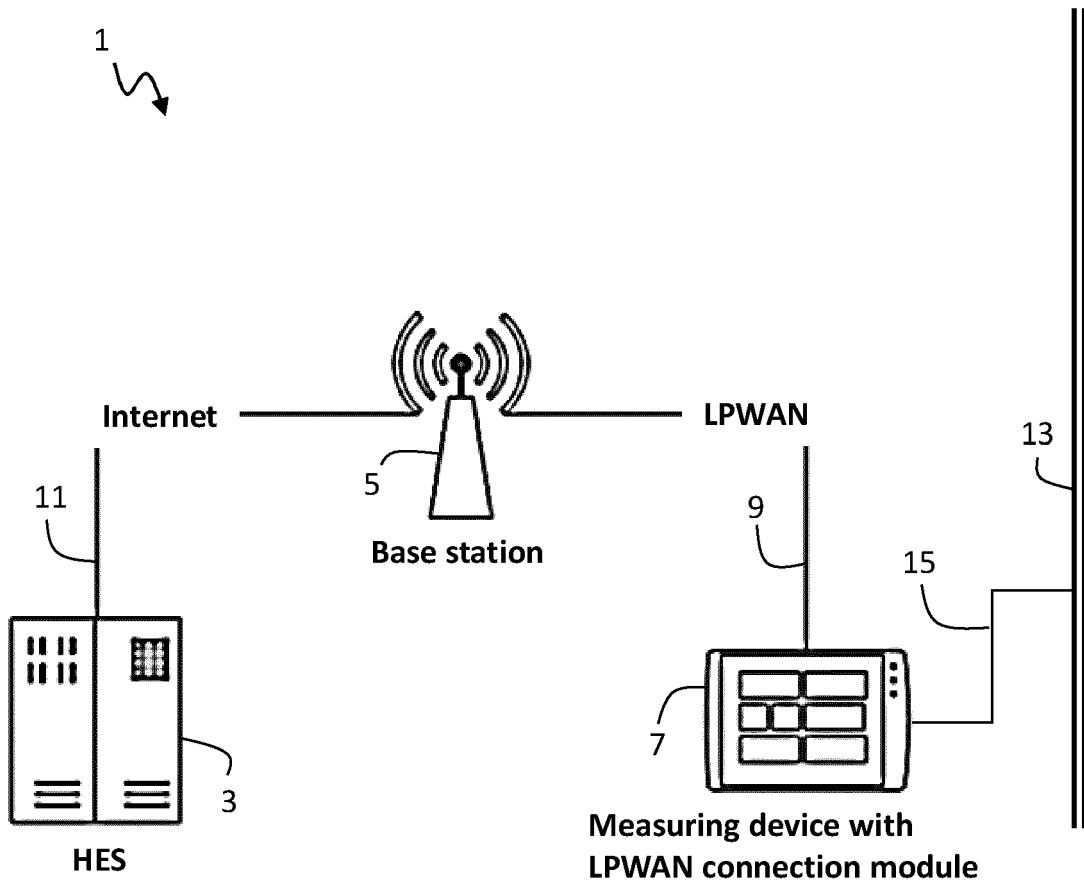 1
Internet
LPWAN
13
5
11
Base station
9
15
7
3
HES
Measuring device with
LPWAN connection module